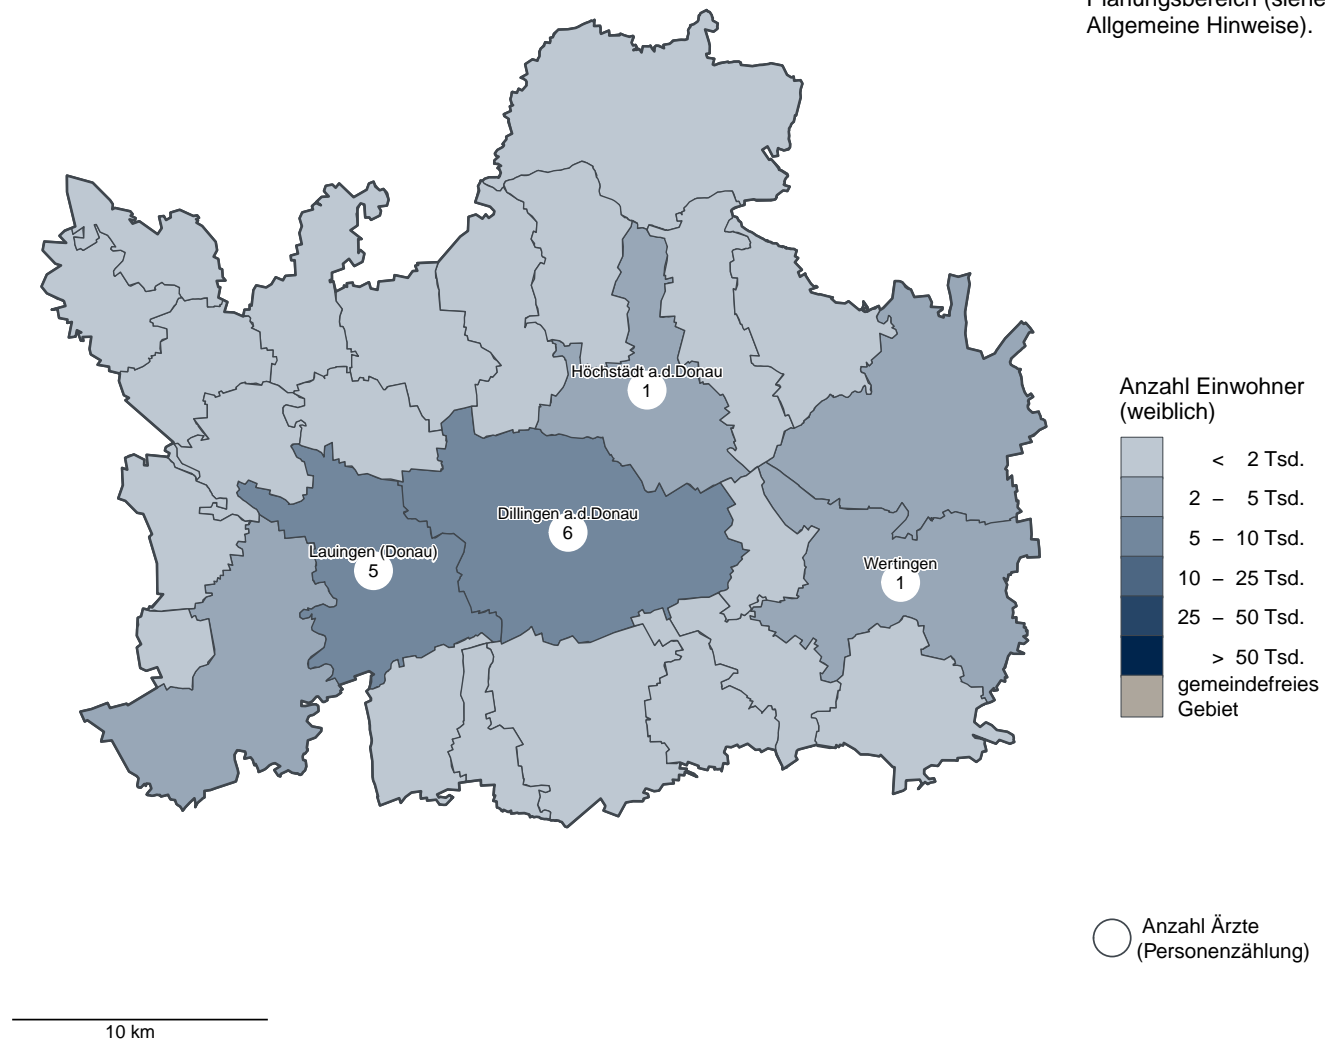 Planungsbereich (siehe
Allgemeine Hinweise).
Höchstädt a.d.Donau
1
Dillingen a.d.Donau
6
Lauingen (Donau)
5
Wertingen
1
Anzahl Einwohner
(weiblich)
< 2 Tsd.
2 – 5 Tsd.
5 – 10 Tsd.
10 – 25 Tsd.
25 – 50 Tsd.
> 50 Tsd.
gemeindefreies
Gebiet
Anzahl Ärzte
(Personenzählung)
10 km